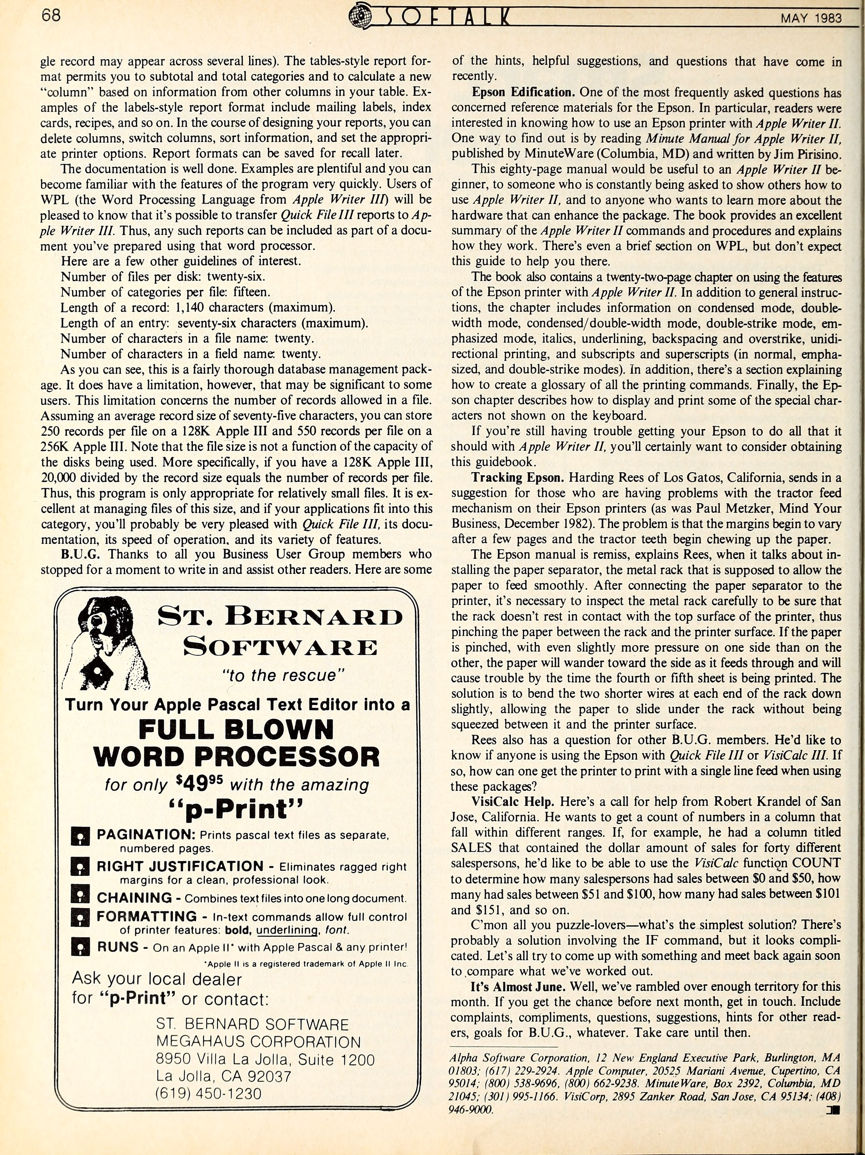 68
SOFTALK
MAY 1983
gle record may appear across several lines). The tables-style report for-
mat permits you to subtotal and total categories and to calculate a new
"column" based on information from other columns in your table. Ex-
amples of the labels-style report format include mailing labels, index
cards, recipes, and so on. In the course of designing your reports, you can
delete columns, switch columns, sort information, and set the appropri-
ate printer options. Report formats can be saved for recall later.
The documentation is well done. Examples are plentiful and you can
become familiar with the features of the program very quickly. Users of
WPL (the Word Processing Language from Apple Writer III) will be
pleased to know that it's possible to transfer Quick File III reports to Ap-
ple Writer III. Thus, any such reports can be included as part of a docu-
ment you've prepared using that word processor.
Here are a few other guidelines of interest.
Number of files per disk: twenty-six.
Number of categories per file: fifteen.
Length of a record: 1,140 characters (maximum).
Length of an entry: seventy-six characters (maximum).
Number of characters in a file name: twenty.
Number of characters in a field name: twenty.
As you can see, this is a fairly thorough database management pack-
age. It does have a limitation, however, that may be significant to some
users. This limitation concerns the number of records allowed in a file.
Assuming an average record size of seventy-five characters, you can store
250 records per file on a 128K Apple III and 550 records per file on a
256K Apple III. Note that the file size is not a function of the capacity of
the disks being used. More specifically, if you have a 128K Apple III,
20,000 divided by the record size equals the number of records per file.
Thus, this program is only appropriate for relatively small files. It is ex-
cellent at managing files of this size, and if your applications fit into this
category, you'll probably be very pleased with Quick File III, its docu-
mentation, its speed of operation, and its variety of features.
B.U.G. Thanks to all you Business User Group members who
stopped for a moment to write in and assist other readers. Here are some
ST. BERNARD
SOFTWARE
"to the rescue"
Turn Your Apple Pascal Text Editor into a
FULL BLOWN
WORD PROCESSOR
for only $4995 with the amazing
"p-Print"
PAGINATION: Prints pascal text files as separate,
numbered pages.
RIGHT JUSTIFICATION - Eliminates ragged right
margins for a clean, professional look.
CHAINING - Combines text files into one long document.
FORMATTING - In-text commands allow full control
of printer features: bold, underlining, font.
RUNS - On an Apple II* with Apple Pascal & any printer!
*Apple II is a registered trademark of Apple II Inc.
Ask your local dealer
for "p-Print" or contact:
ST. BERNARD SOFTWARE
MEGAHAUS CORPORATION
8950 Villa La Jolla, Suite 1200
La Jolla, CA 92037
(619) 450-1230
of the hints, helpful suggestions, and questions that have come in
recently.
Epson Edification. One of the most frequently asked questions has
concerned reference materials for the Epson. In particular, readers were
interested in knowing how to use an Epson printer with Apple Writer II.
One way to find out is by reading Minute Manual for Apple Writer II,
published by MinuteWare (Columbia, MD) and written by Jim Pirisino.
This eighty-page manual would be useful to an Apple Writer II be-
ginner, to someone who is constantly being asked to show others how to
use Apple Writer II, and to anyone who wants to learn more about the
hardware that can enhance the package. The book provides an excellent
summary of the Apple Writer II commands and procedures and explains
how they work. There's even a brief section on WPL, but don't expect
this guide to help you there.
The book also contains a twenty-two-page chapter on using the features
of the Epson printer with Apple Writer II. In addition to general instruc-
tions, the chapter includes information on condensed mode, double-
width mode, condensed/double-width mode, double-strike mode, em-
phasized mode, italics, underlining, backspacing and overstrike, unidi-
rectional printing, and subscripts and superscripts (in normal, empha-
sized, and double-strike modes). In addition, there's a section explaining
how to create a glossary of all the printing commands. Finally, the Ep-
son chapter describes how to display and print some of the special char-
acters not shown on the keyboard.
If you're still having trouble getting your Epson to do all that it
should with Apple Writer II, you'll certainly want to consider obtaining
this guidebook.
Tracking Epson. Harding Rees of Los Gatos, California, sends in a
suggestion for those who are having problems with the tractor feed
mechanism on their Epson printers (as was Paul Metzker, Mind Your
Business, December 1982). The problem is that the margins begin to vary
after a few pages and the tractor teeth begin chewing up the paper.
The Epson manual is remiss, explains Rees, when it talks about in-
stalling the paper separator, the metal rack that is supposed to allow the
paper to feed smoothly. After connecting the paper separator to the
printer, it's necessary to inspect the metal rack carefully to be sure that
the rack doesn't rest in contact with the top surface of the printer, thus
pinching the paper between the rack and the printer surface. If the paper
is pinched, with even slightly more pressure on one side than on the
other, the paper will wander toward the side as it feeds through and will
cause trouble by the time the fourth or fifth sheet is being printed. The
solution is to bend the two shorter wires at each end of the rack down
slightly, allowing the paper to slide under the rack without being
squeezed between it and the printer surface.
Rees also has a question for other B.U.G. members. He'd like to
know if anyone is using the Epson with Quick File III or VisiCalc III. If
so, how can one get the printer to print with a single line feed when using
these packages?
VisiCalc Help. Here's a call for help from Robert Krandel of San
Jose, California. He wants to get a count of numbers in a column that
fall within different ranges. If, for example, he had a column titled
SALES that contained the dollar amount of sales for forty different
salespersons, he'd like to be able to use the VisiCalc function COUNT
to determine how many salespersons had sales between $0 and $50, how
many had sales between $51 and $100, how many had sales between $101
and $151, and so on.
C'mon all you puzzle-lovers—what's the simplest solution? There's
probably a solution involving the IF command, but it looks compli-
cated. Let's all try to come up with something and meet back again soon
to compare what we've worked out.
It's Almost June. Well, we've rambled over enough territory for this
month. If you get the chance before next month, get in touch. Include
complaints, compliments, questions, suggestions, hints for other read-
ers, goals for B.U.G., whatever. Take care until then.
Alpha Software Corporation, 12 New England Executive Park, Burlington, MA
01803; (617) 229-2924. Apple Computer, 20525 Mariani Avenue, Cupertino, CA
95014; (800) 538-9696, (800) 662-9238. MinuteWare, Box 2392, Columbia, MD
21045; (301) 995-1166. VisiCorp, 2895 Zanker Road, San Jose, CA 95134; (408)
946-9000.